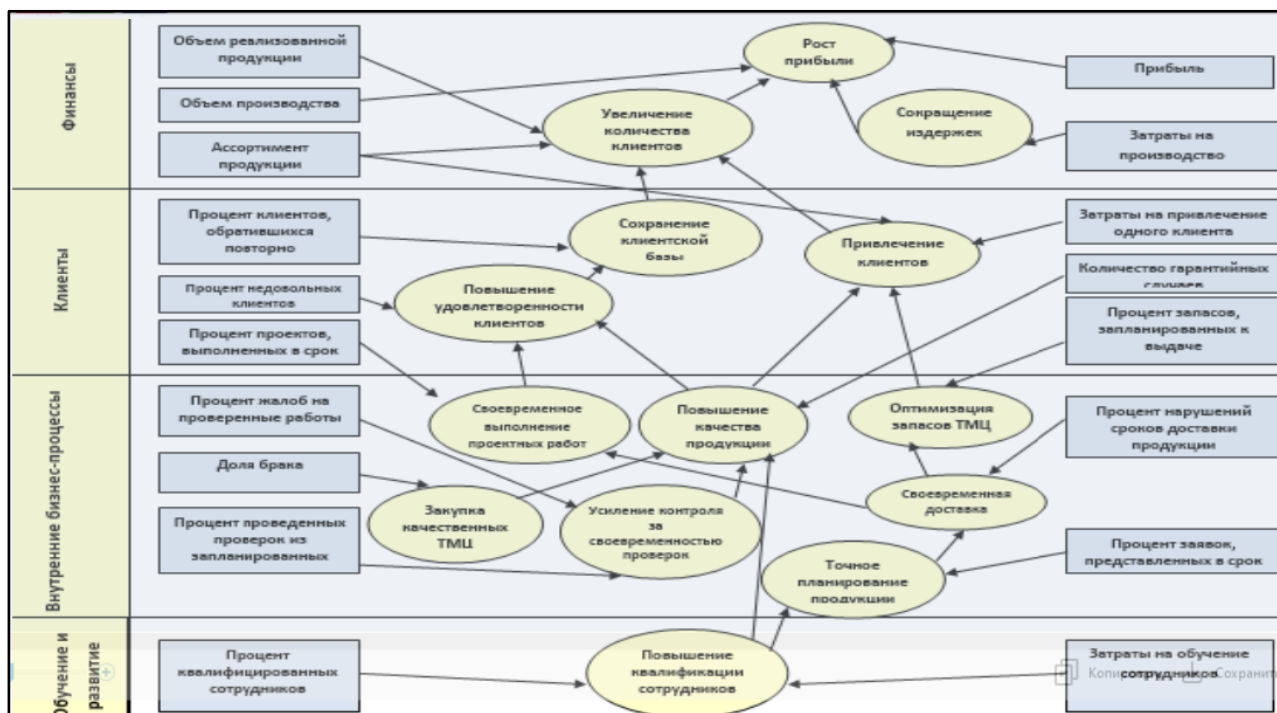 Финансы
Объем реализованной
продукции
Объем производства
Ассортимент
продукции
Рост
прибыли
Увеличение
количества
клиентов
Сокращение
издержек
Прибыль
Затраты на
производство
Клиенты
Процент клиентов,
обратившихся
повторно
Процент недовольных
клиентов
Процент проектов,
выполненных в срок
Сохранение
клиентской
базы
Привлечение
клиентов
Повышение
удовлетворенности
клиентов
Затраты на привлечение
одного клиента
Количество гарантийных
случаев
Процент запасов,
запланированных к
выдаче
Внутренние бизнес-процессы
Процент жалоб на
проверенные работы
Доля брака
Процент проведенных
проверок из
запланированных
Своевременное
выполнение
проектных работ
Повышение
качества
продукции
Оптимизация
запасов ТМЦ
Закупка
качественных
ТМЦ
Усиление контроля
за
своевременностью
проверок
Своевременная
доставка
Точное
планирование
продукции
Процент нарушений
сроков доставки
продукции
Процент заявок,
представленных в срок
Обучение и
развитие
Процент
квалифицированных
сотрудников
Повышение
квалификации
сотрудников
Затраты на обучение
сотрудников
Сохранить